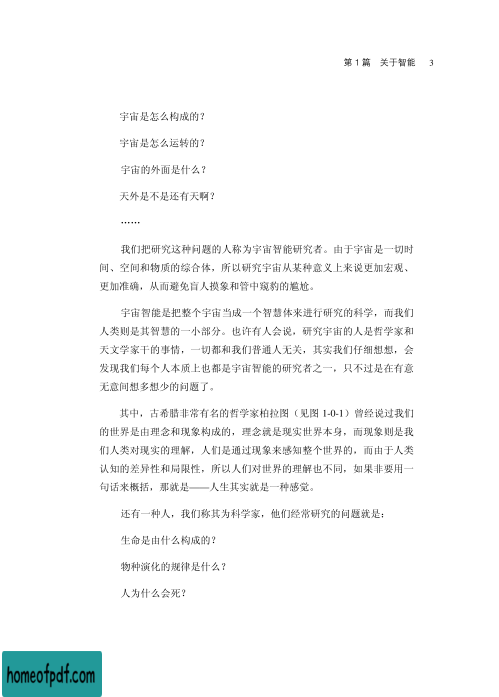 第 1 篇 关于智能 3
宇宙是怎么构成的？
宇宙是怎么运转的？
宇宙的外面是什么？
天外是不是还有天啊？
……
我们把研究这种问题的人称为宇宙智能研究者。由于宇宙是一切时
间、空间和物质的综合体，所以研究宇宙从某种意义上来说更加宏观、
更加准确，从而避免盲人摸象和管中窥豹的尴尬。
宇宙智能是把整个宇宙当成一个智慧体来进行研究的科学，而我们
人类则是其智慧的一小部分。也许有人会说，研究宇宙的人是哲学家和
天文学家干的事情，一切都和我们普通人无关，其实我们仔细想想，会
发现我们每个人本质上也都是宇宙智能的研究者之一，只不过是在有意
无意间想多想少的问题了。
其中，古希腊非常有名的哲学家柏拉图（见图 1-0-1）曾经说过我们
的世界是由理念和现象构成的，理念就是现实世界本身，而现象则是我
们人类对现实的理解，人们是通过现象来感知整个世界的，而由于人类
认知的差异性和局限性，所以人们对世界的理解也不同，如果非要用一
句话来概括，那就是——人生其实就是一种感觉。
还有一种人，我们称其为科学家，他们经常研究的问题就是：
生命是由什么构成的？
物种演化的规律是什么？
人为什么会死？
homeofpdf.com